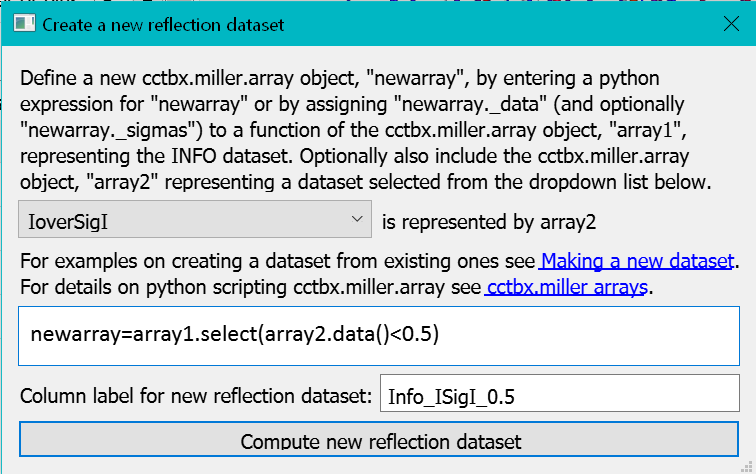 Create a new reflection dataset
Define a new cctbx.miller.array object, "newarray", by entering a python
expression for "newarray" or by assigning "newarray._data" (and optionally
"newarray._sigmas") to a function of the cctbx.miller.array object, "array1",
representing the INFO dataset. Optionally also include the cctbx.miller.array
object, "array2" representing a dataset selected from the dropdown list below.
IoverSigI is represented by array2
For examples on creating a dataset from existing ones see Making a new dataset.
For details on python scripting cctbx.miller.array see cctbx.miller arrays.
newarray=array1.select(array2.data()<0.5)
Column label for new reflection dataset: Info_ISigI_0.5
Compute new reflection dataset